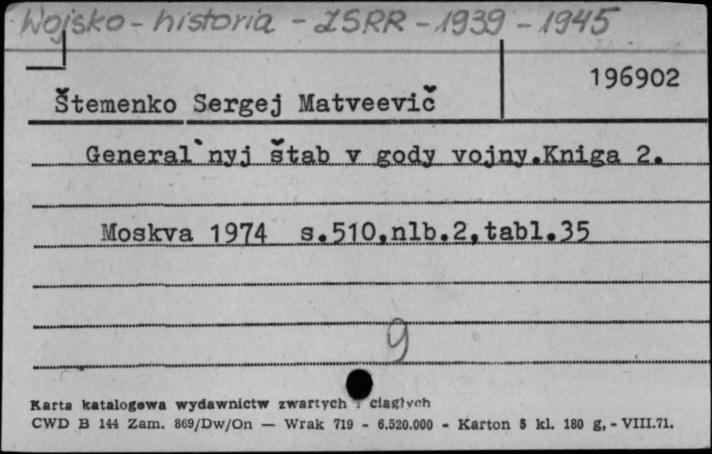 Wojsko - historia - ZSRR - 1939 - 1945
196902
Štemenko Sergej Matveevič
General`nyj štab v gody vojny.Kniga 2.
Moskva 1974 s.510,nlb.2,tabl.35
9
Karta katalogowa wydawnictw zwartych i ciągłych
CWD B 144 Zam. 869/Dw/On — Wrak 719 - 6.520.000 - Karton 5 kl. 180 g, - VIII.71.